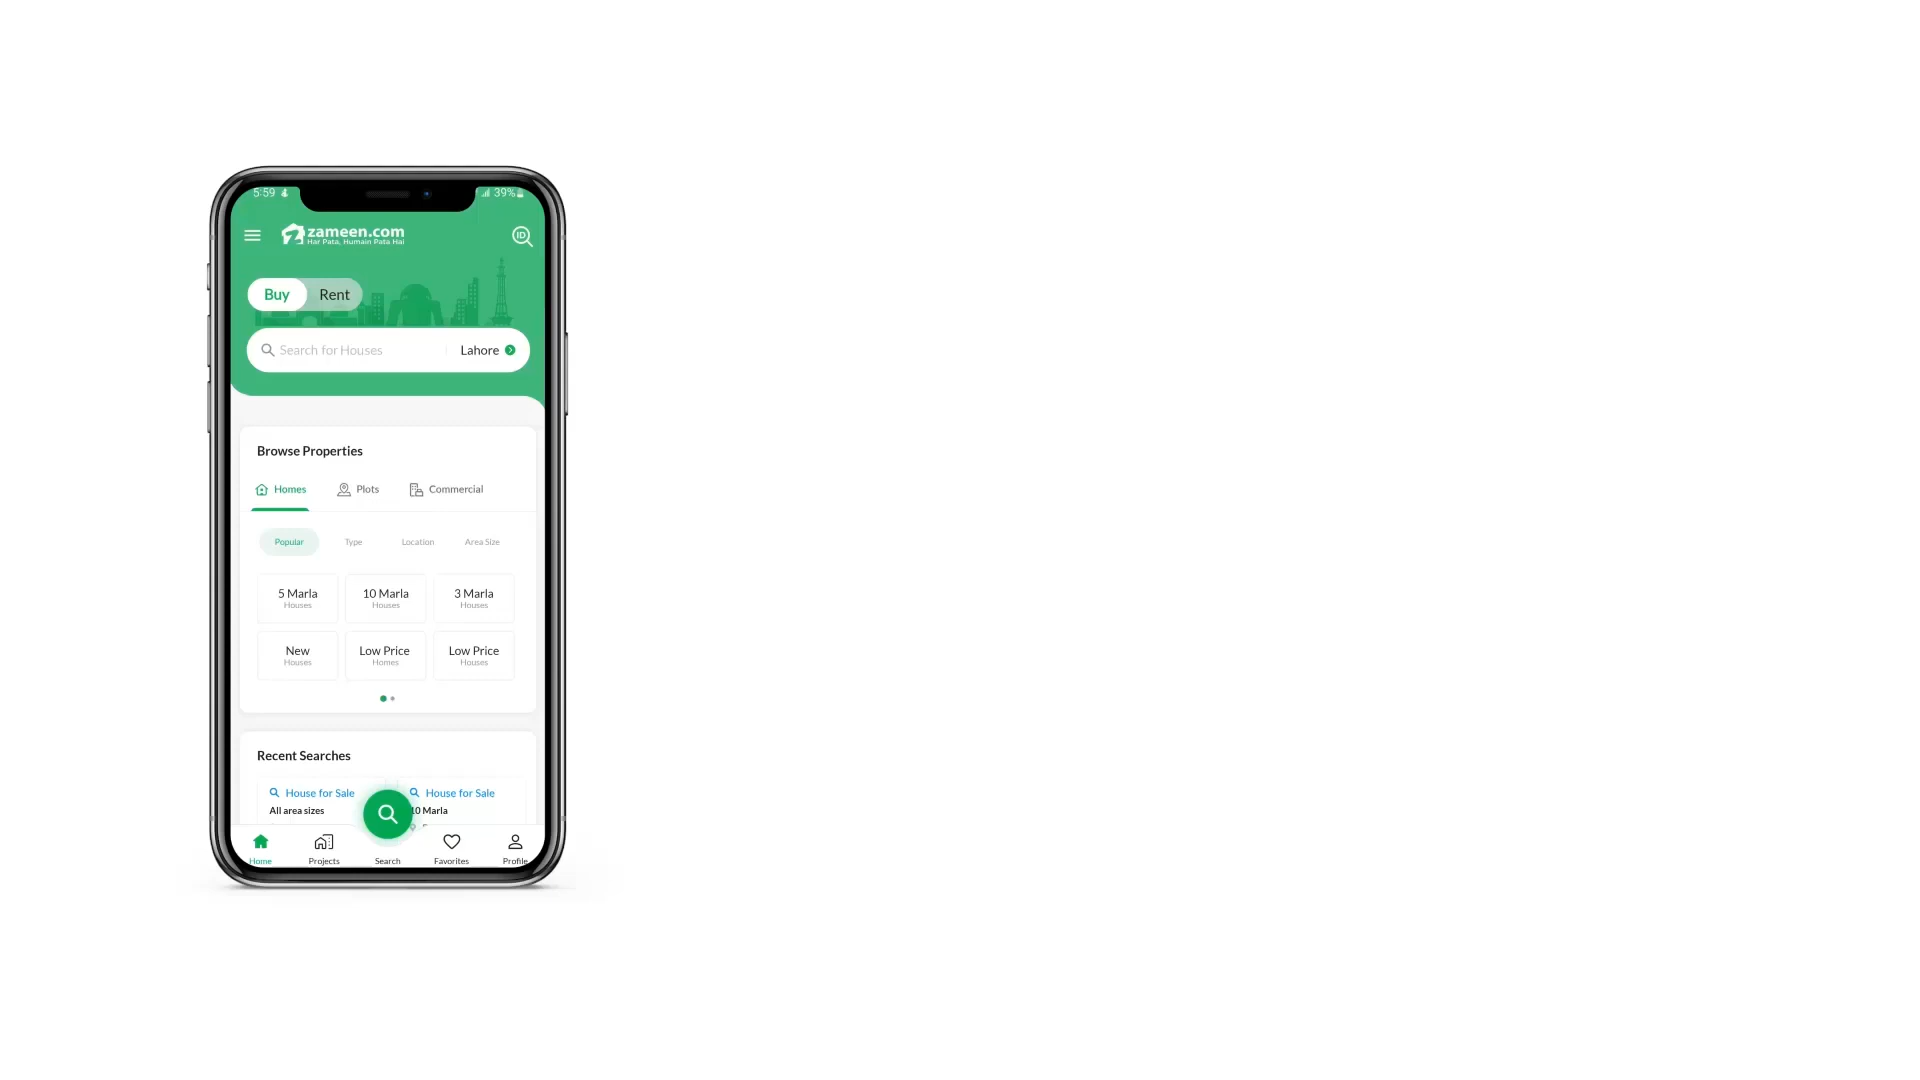 5:59 39%
zameen.com
Har Pata, Humain Pata Hai
ID
Buy Rent
Search for Houses Lahore
Browse Properties
Homes Plots Commercial
Popular Type Location Area Size
5 Marla 10 Marla 3 Marla
Houses Houses Houses
New Low Price Low Price
Houses Homes Houses
Recent Searches
House for Sale House for Sale
All area sizes 10 Marla
Home Projects Search Favorites Profile